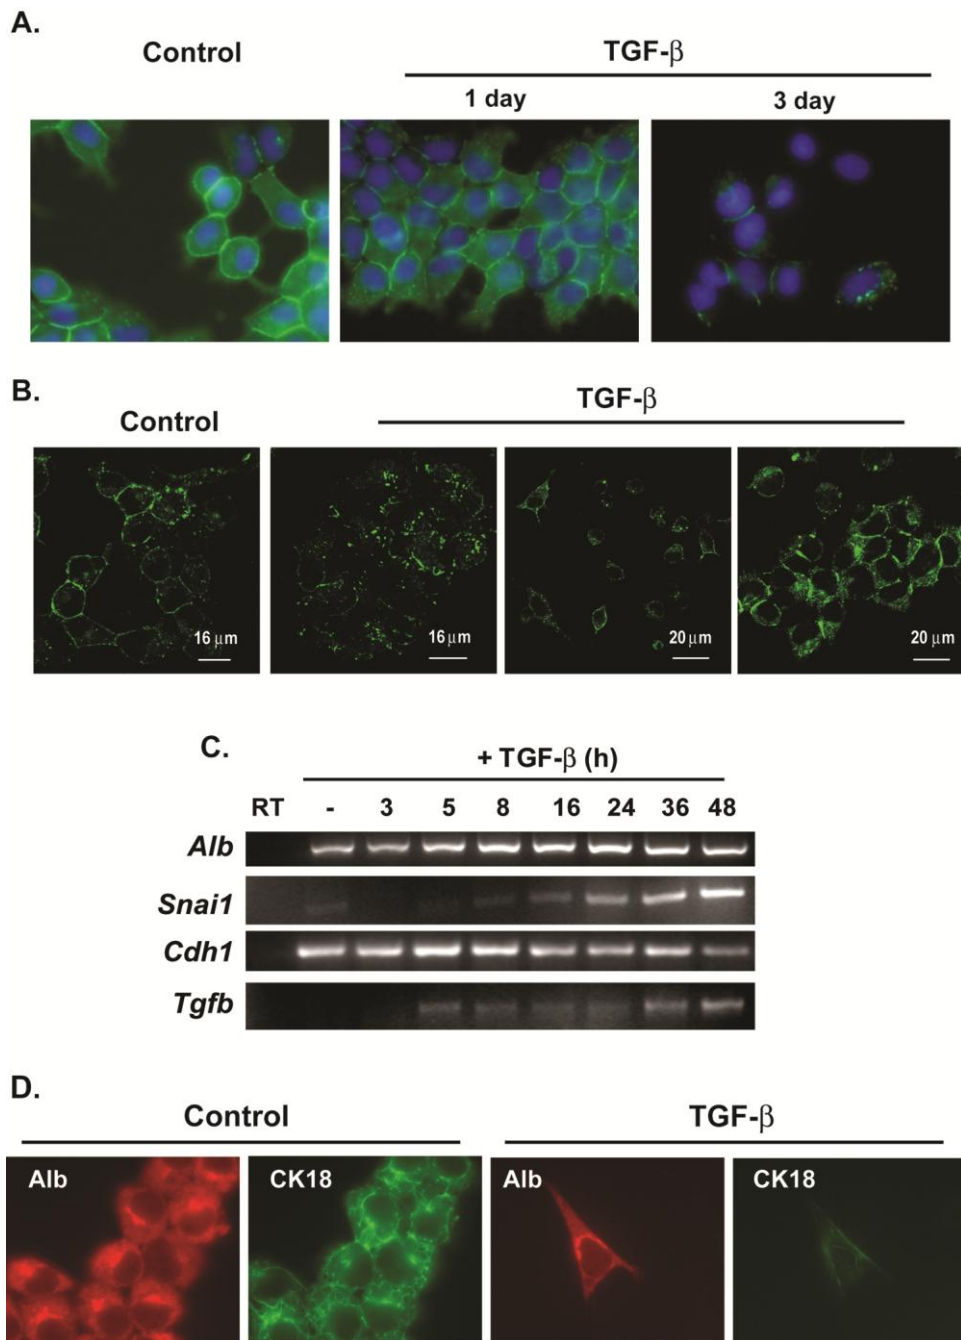 A.
Control
TGF-β
1 day
3 day
B.
Control
TGF-β
16 μm
16 μm
20 μm
20 μm
C.
+ TGF-β (h)
RT - 3 5 8 16 24 36 48
Alb
Snai1
Cdh1
Tgfb
D.
Control
TGF-β
Alb
CK18
Alb
CK18